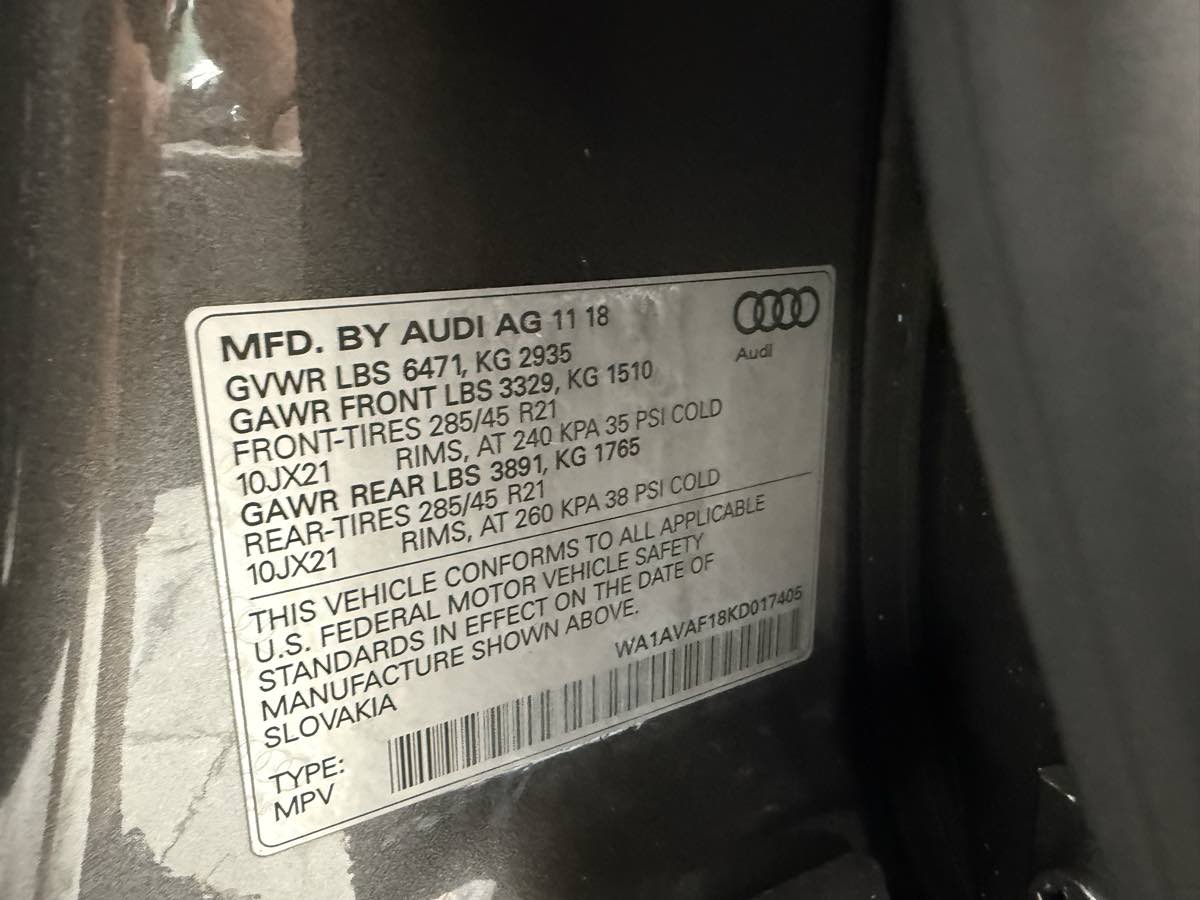 MFD. BY AUDI AG 11 18
Audi
GVWR LBS 6471, KG 2935
GAWR FRONT LBS 3329, KG 1510
FRONT-TIRES 285/45 R21
10JX21 RIMS, AT 240 KPA 35 PSI COLD
GAWR REAR LBS 3891, KG 1765
REAR-TIRES 285/45 R21
10JX21 RIMS, AT 260 KPA 38 PSI COLD
THIS VEHICLE CONFORMS TO ALL APPLICABLE
U.S. FEDERAL MOTOR VEHICLE SAFETY
STANDARDS IN EFFECT ON THE DATE OF
MANUFACTURE SHOWN ABOVE.
SLOVAKIA
WA1AVAF18KD017405
TYPE:
MPV